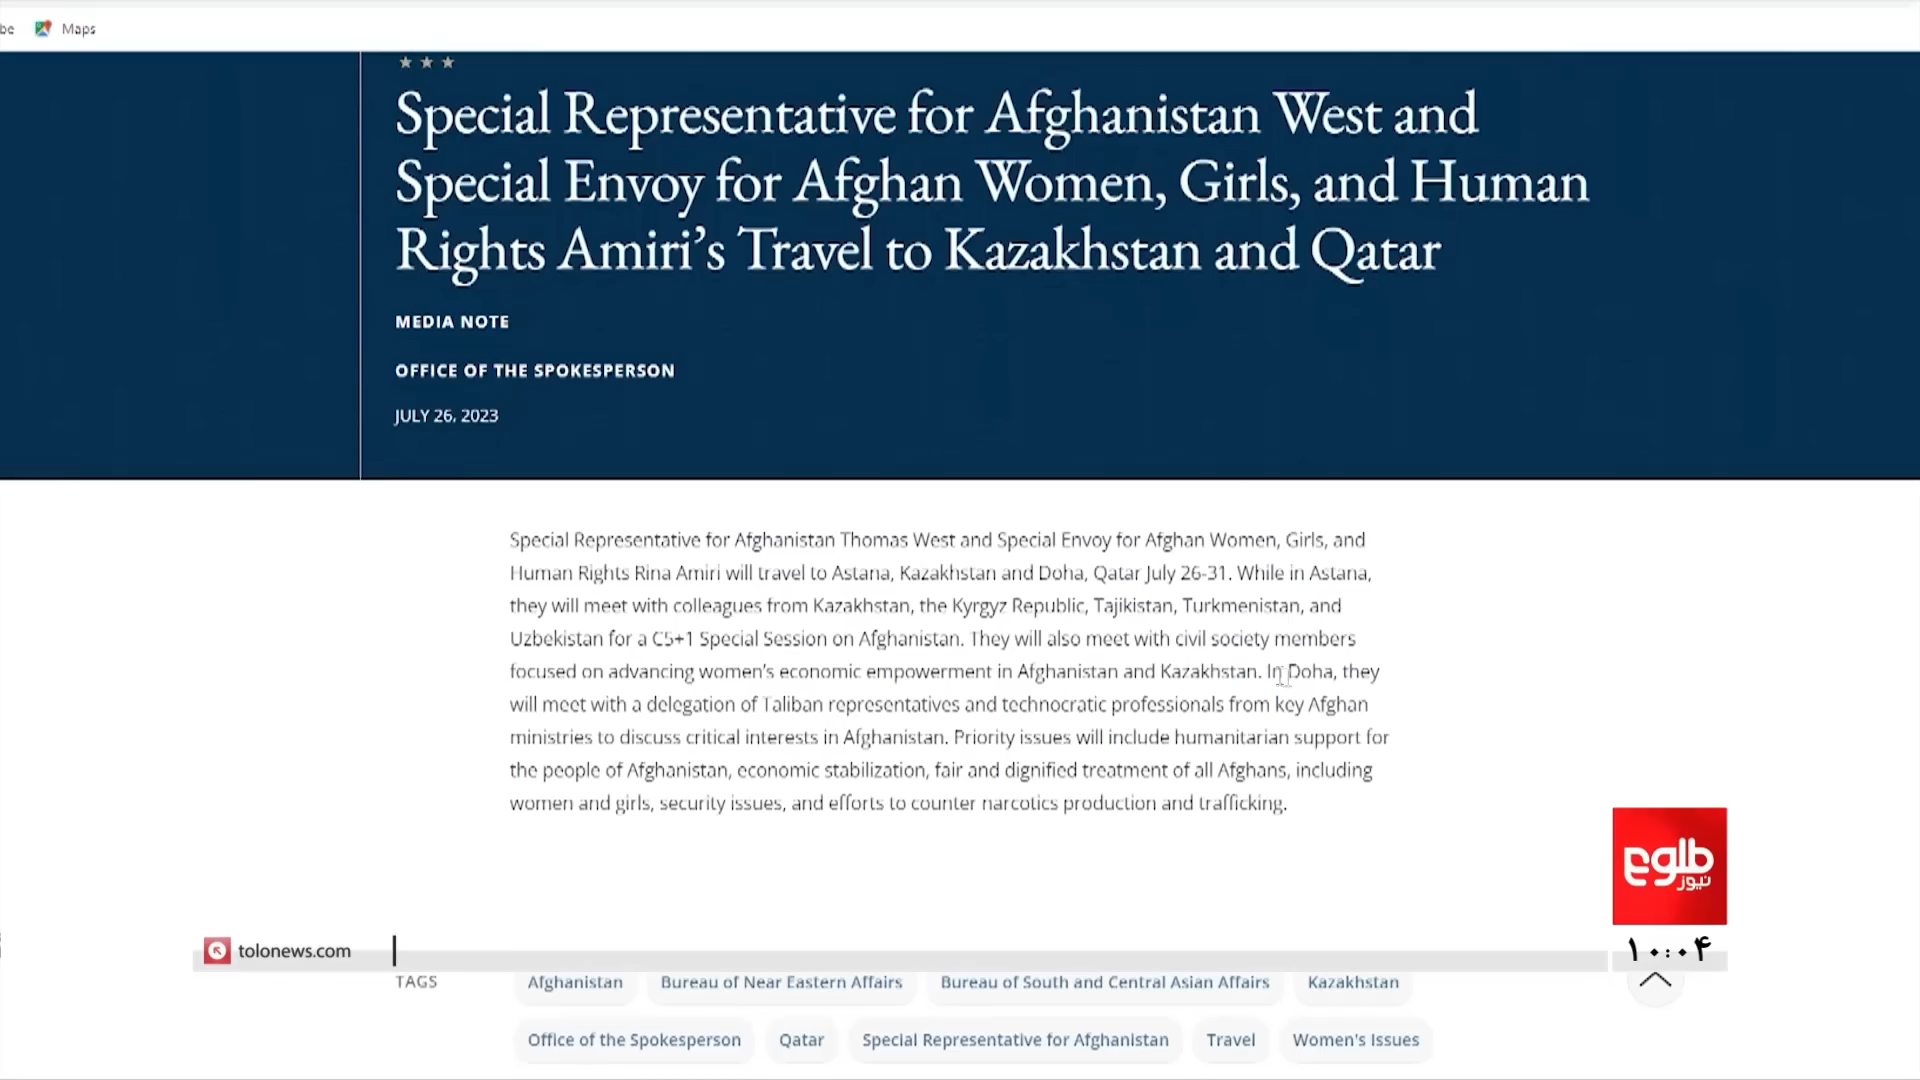 be Maps
Special Representative for Afghanistan West and
Special Envoy for Afghan Women, Girls, and Human
Rights Amiri’s Travel to Kazakhstan and Qatar
MEDIA NOTE
OFFICE OF THE SPOKESPERSON
JULY 26, 2023
Special Representative for Afghanistan Thomas West and Special Envoy for Afghan Women, Girls, and
Human Rights Rina Amiri will travel to Astana, Kazakhstan and Doha, Qatar July 26-31. While in Astana,
they will meet with colleagues from Kazakhstan, the Kyrgyz Republic, Tajikistan, Turkmenistan, and
Uzbekistan for a C5+1 Special Session on Afghanistan. They will also meet with civil society members
focused on advancing women’s economic empowerment in Afghanistan and Kazakhstan. In Doha, they
will meet with a delegation of Taliban representatives and technocratic professionals from key Afghan
ministries to discuss critical interests in Afghanistan. Priority issues will include humanitarian support for
the people of Afghanistan, economic stabilization, fair and dignified treatment of all Afghans, including
women and girls, security issues, and efforts to counter narcotics production and trafficking.
طلوع
نیوز
tolonews.com
۱۰:۰۴
TAGS Afghanistan Bureau of Near Eastern Affairs Bureau of South and Central Asian Affairs Kazakhstan
Office of the Spokesperson Qatar Special Representative for Afghanistan Travel Women's Issues